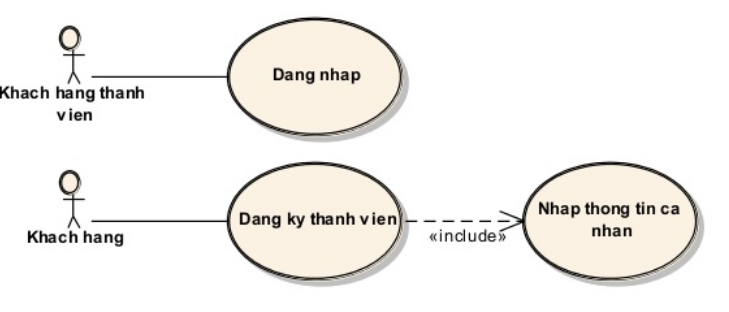 Dang nhap
Khach hang thanh
vien
Dang ky thanh vien
Nhap thong tin ca
nhan
«include»
Khach hang